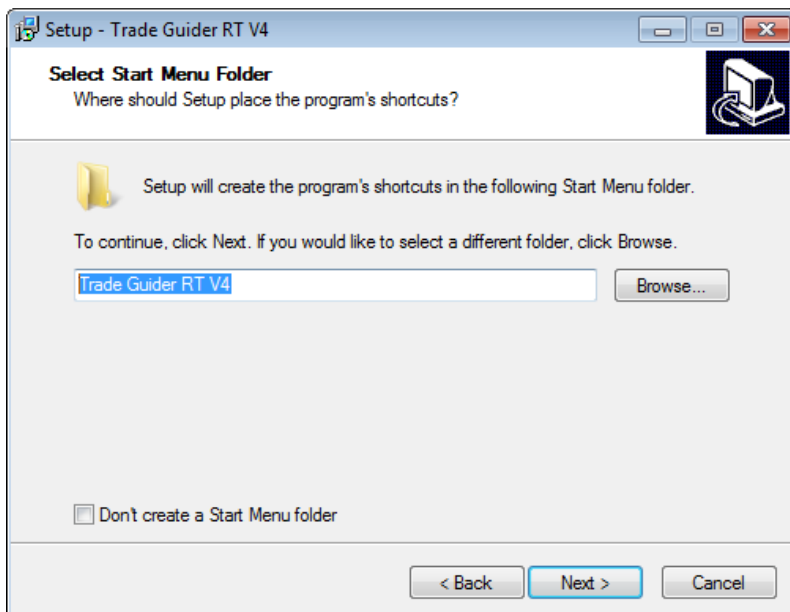 Setup - Trade Guider RT V4
Select Start Menu Folder
Where should Setup place the program's shortcuts?
Setup will create the program's shortcuts in the following Start Menu folder.
To continue, click Next. If you would like to select a different folder, click Browse.
Trade Guider RT V4
Browse...
Don't create a Start Menu folder
< Back
Next >
Cancel